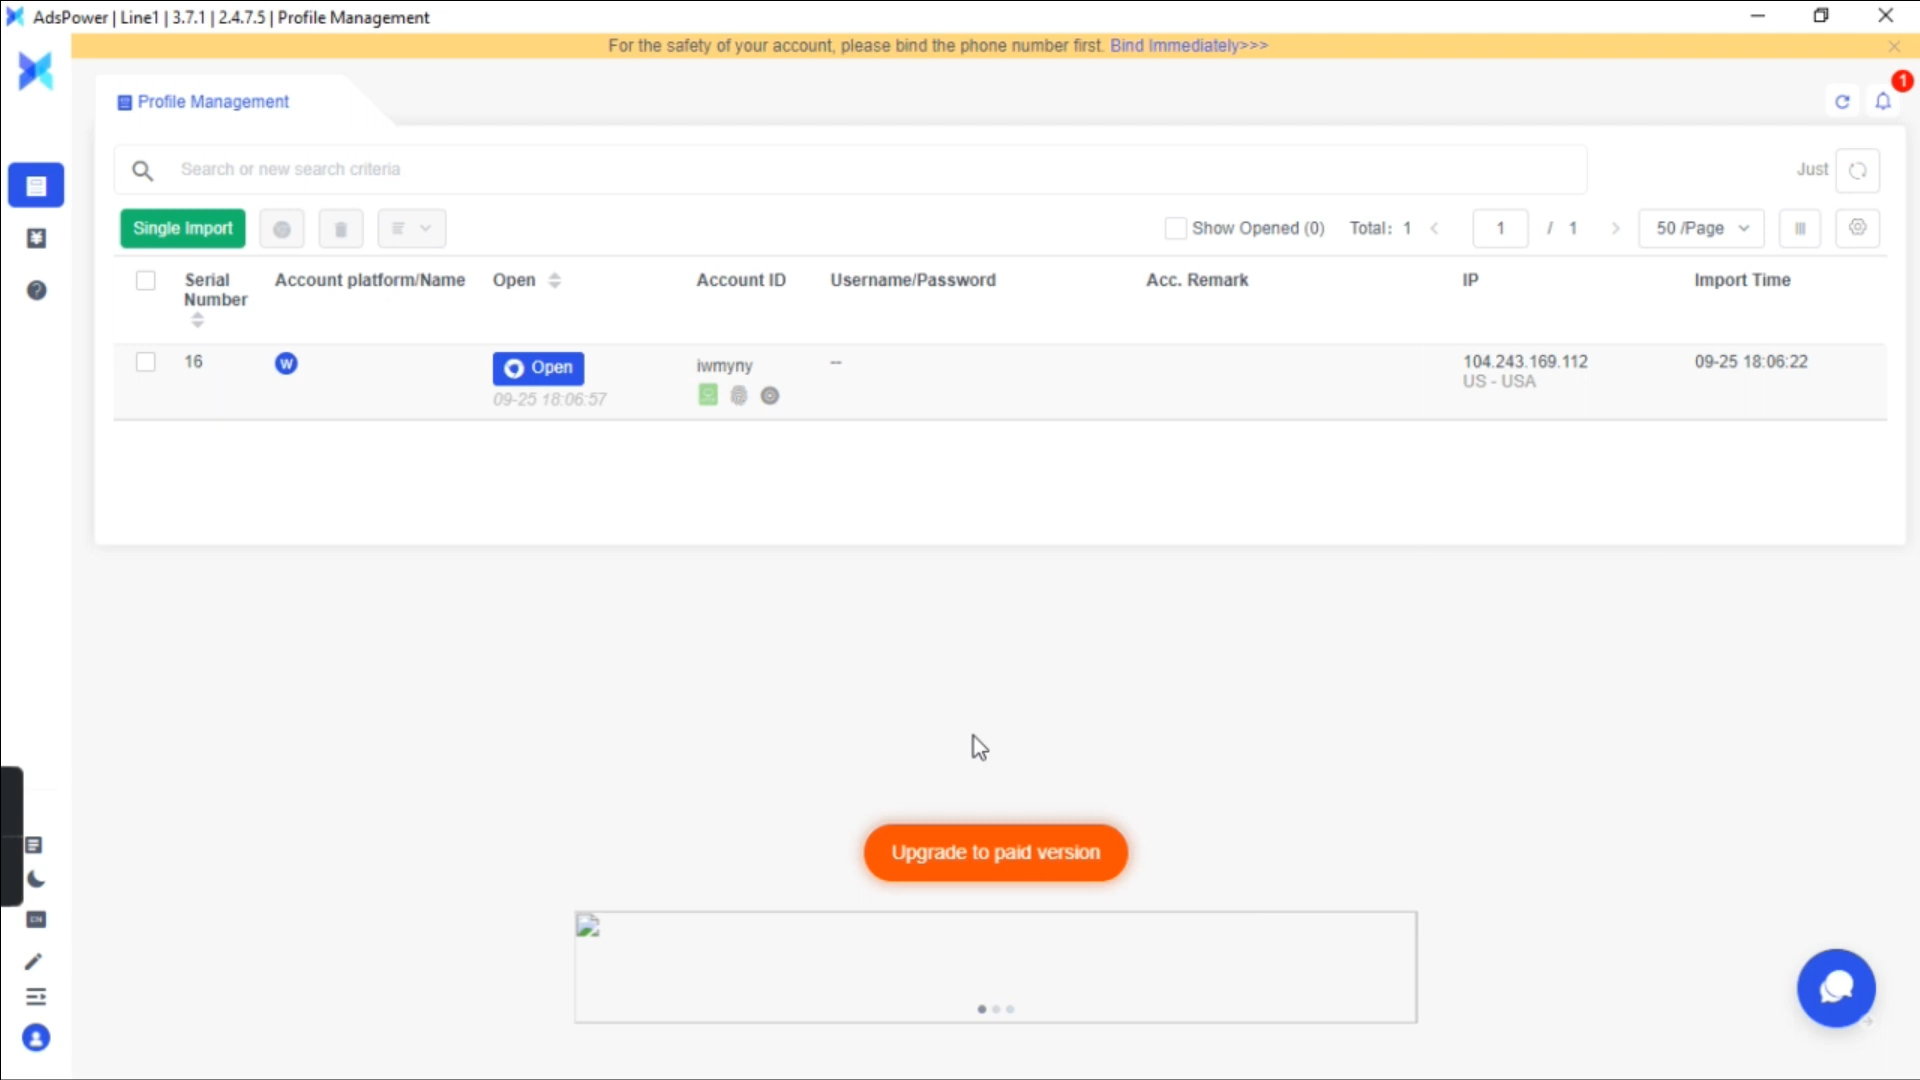 AdsPower | Line1 | 3.7.1 | 2.4.7.5 | Profile Management
For the safety of your account, please bind the phone number first. Bind Immediately>>>
Profile Management
1
Search or new search criteria
Just
Single Import
Show Opened (0)
Total: 1
1 / 1
50 /Page
Serial Number
Account platform/Name
Open
Account ID
Username/Password
Acc. Remark
IP
Import Time
16
W
Open
09-25 18:06:57
iwmyny
--
104.243.169.112
US - USA
09-25 18:06:22
Upgrade to paid version
EN